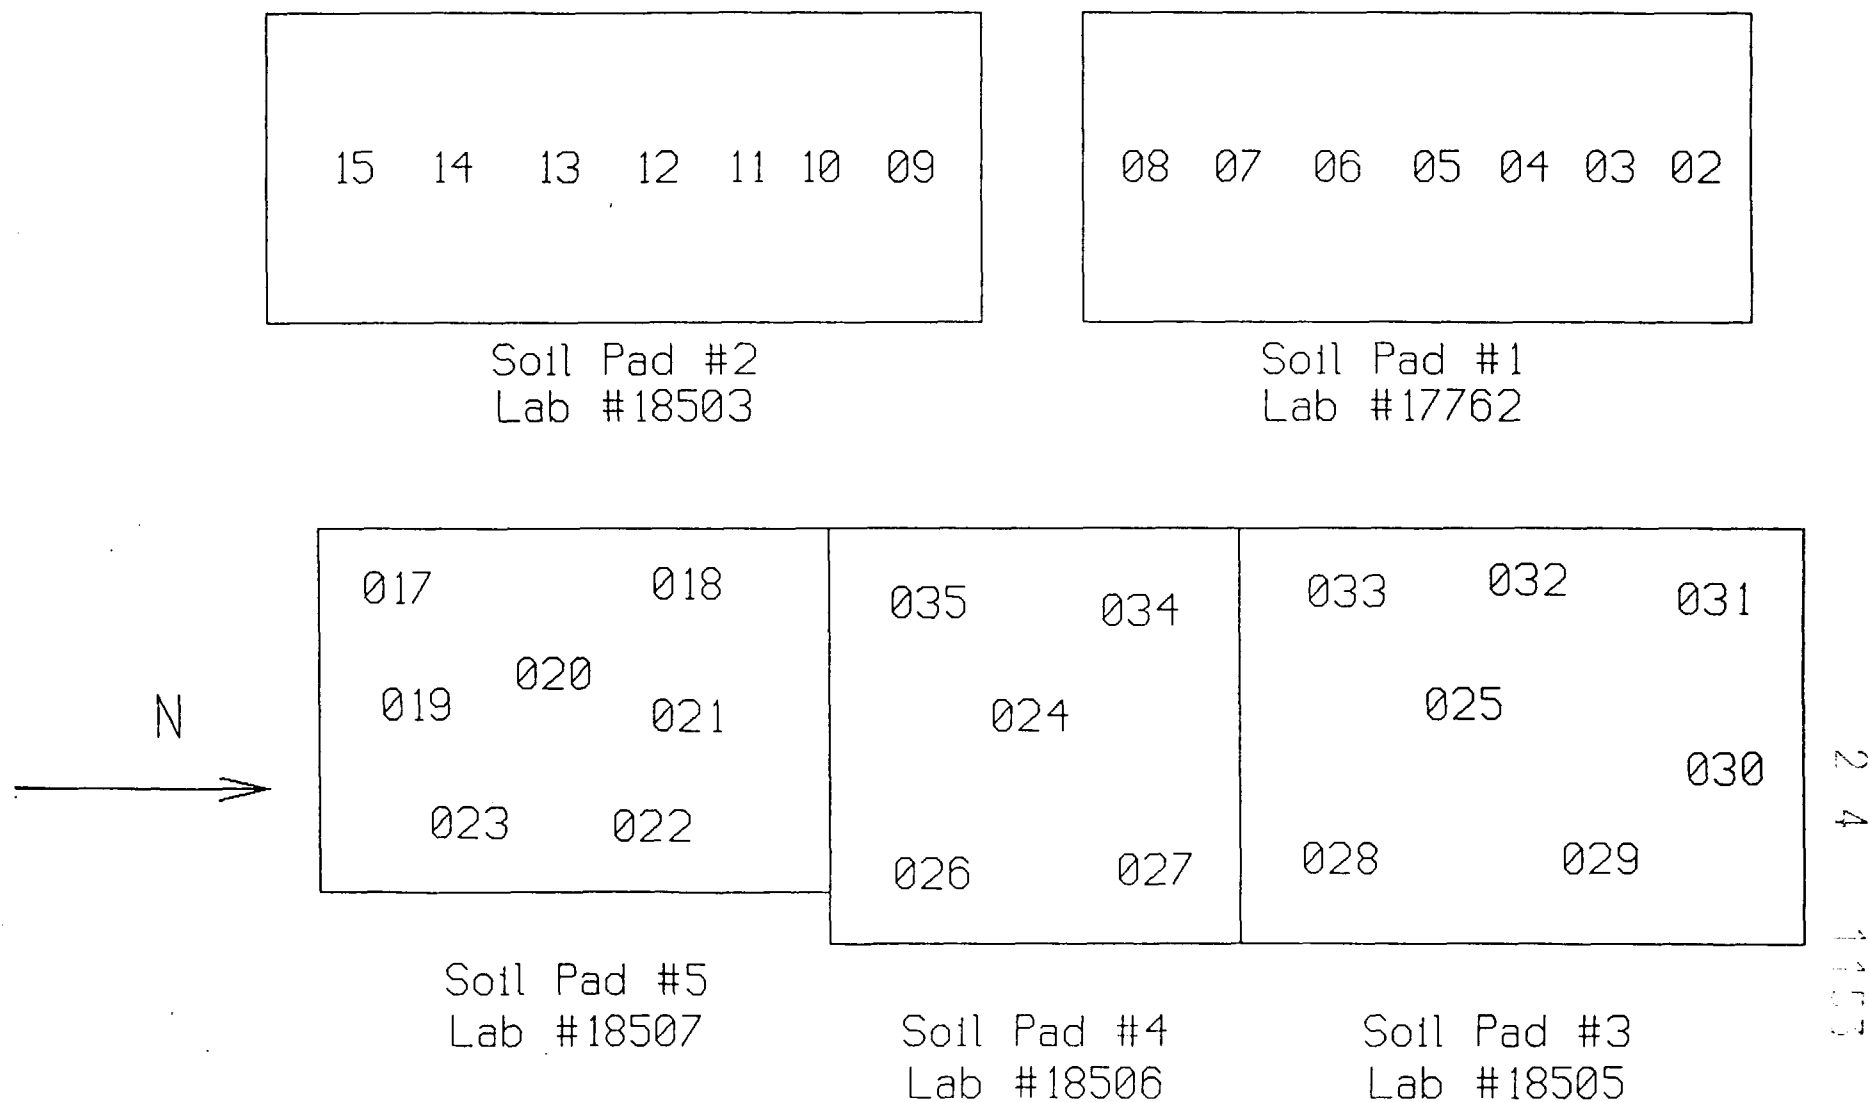 15 14 13 12 11 10 09
08 07 06 05 04 03 02
Soil Pad #2
Lab #18503
Soil Pad #1
Lab #17762
017 018
020
019 021
023 022
035 034
024
026 027
033 032 031
025
030
028 029
N
Soil Pad #5
Lab #18507
Soil Pad #4
Lab #18506
Soil Pad #3
Lab #18505
2 4